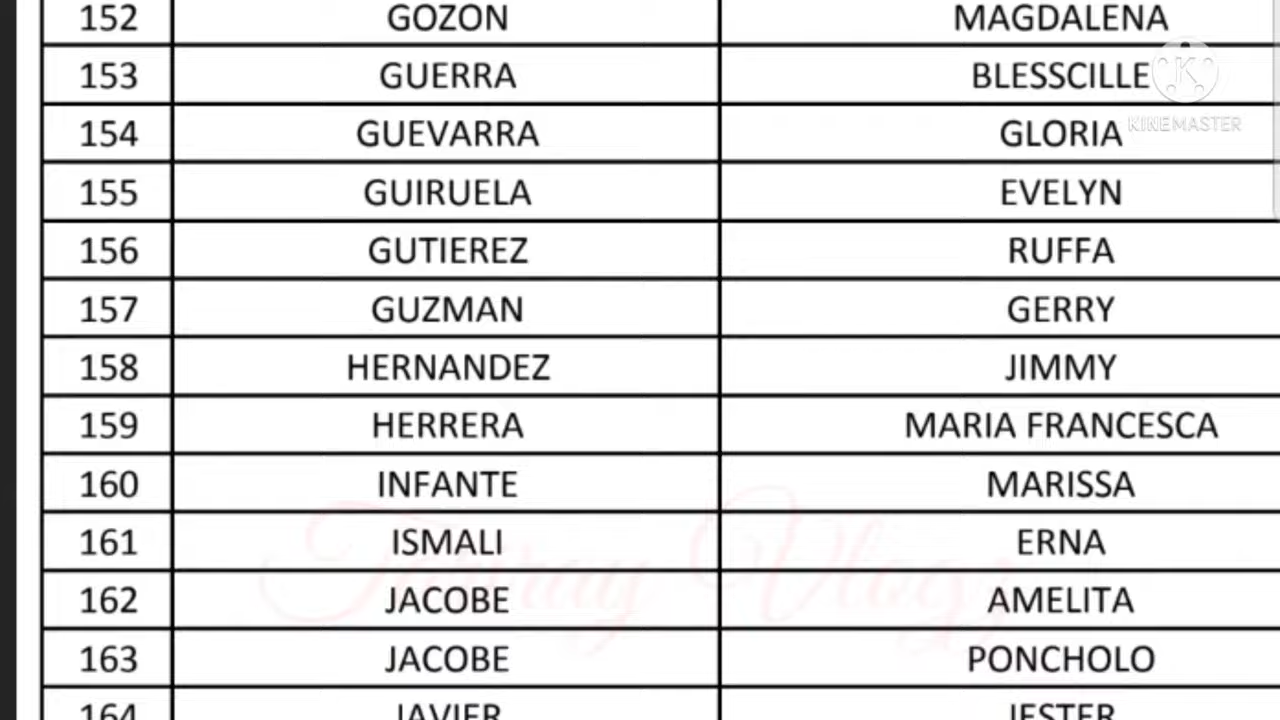 152 GOZON MAGDALENA
153 GUERRA BLESSCILLE
154 GUEVARRA GLORIA
155 GUIRUELA EVELYN
156 GUTIEREZ RUFFA
157 GUZMAN GERRY
158 HERNANDEZ JIMMY
159 HERRERA MARIA FRANCESCA
160 INFANTE MARISSA
161 ISMALI ERNA
162 JACOBE AMELITA
163 JACOBE PONCHOLO
164 JAVIER JESTER
K
KINEMASTER